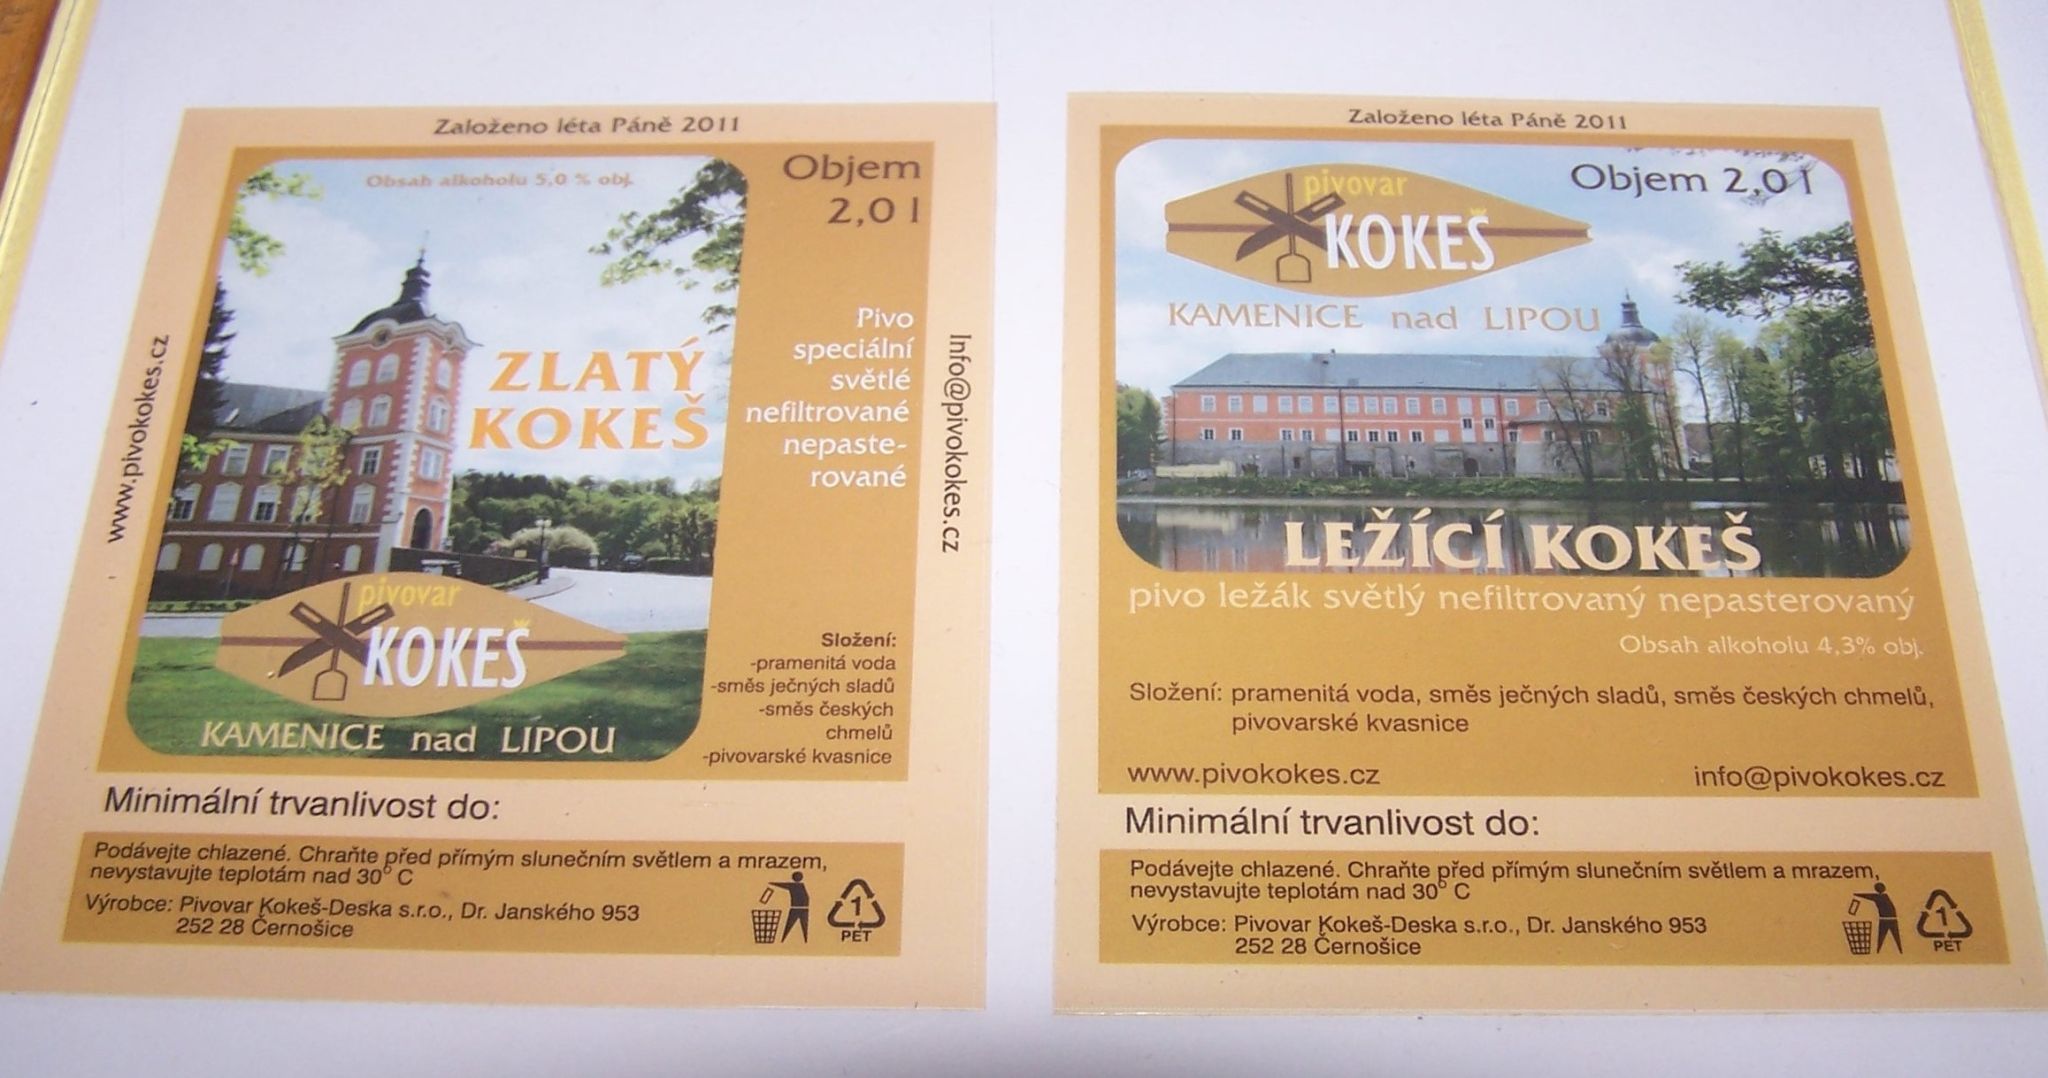 Založeno léta Páně 2011
Obsah alkoholu 5,0 % obj.
Objem
2,0 l
www.pivokokes.cz
ZLATÝ
KOKEŠ
Pivo
speciální
světlé
nefiltrované
nepaste-
rované
Info@pivokokes.cz
pivovar
KOKEŠ
KAMENICE nad LIPOU
Složení:
-pramenitá voda
-směs ječných sladů
-směs českých
chmelů
-pivovarské kvasnice
Minimální trvanlivost do:
Podávejte chlazené. Chraňte před přímým slunečním světlem a mrazem,
nevystavujte teplotám nad 30° C
Výrobce: Pivovar Kokeš-Deska s.r.o., Dr. Janského 953
252 28 Černošice
1
PET
Založeno léta Páně 2011
pivovar
KOKEŠ
Objem 2,0 l
KAMENICE nad LIPOU
LEŽÍCÍ KOKEŠ
pivo ležák světlý nefiltrovaný nepasterovaný
Obsah alkoholu 4,3% obj.
Složení: pramenitá voda, směs ječných sladů, směs českých chmelů,
pivovarské kvasnice
www.pivokokes.cz info@pivokokes.cz
Minimální trvanlivost do:
Podávejte chlazené. Chraňte před přímým slunečním světlem a mrazem,
nevystavujte teplotám nad 30° C
Výrobce: Pivovar Kokeš-Deska s.r.o., Dr. Janského 953
252 28 Černošice
1
PET